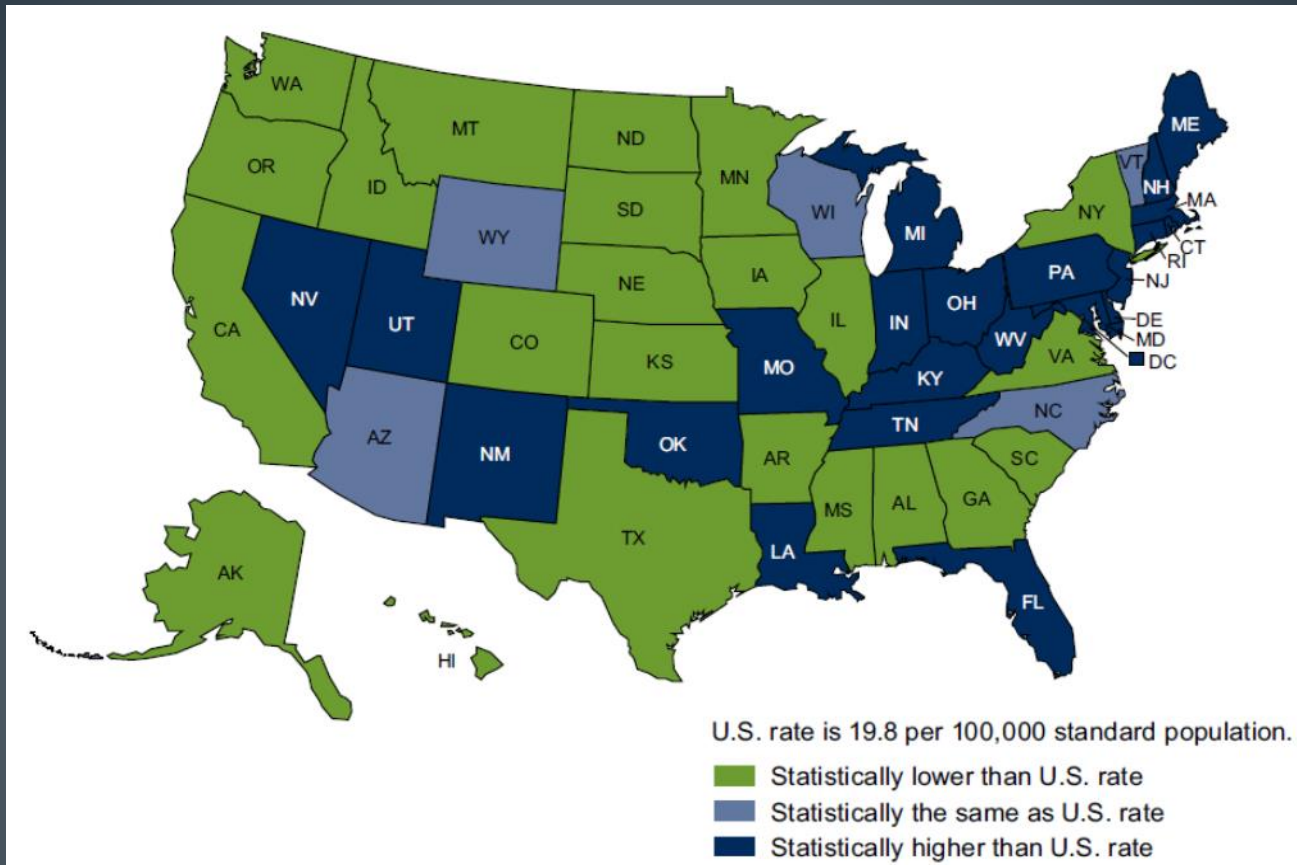 WA
MT
ND
MN
OR
ID
SD
WI
MI
NY
VT
NH
ME
MA
CT
RI
WY
IA
NE
PA
NJ
NV
UT
CO
KS
IL
IN
OH
WV
DE
MD
DC
VA
CA
MO
KY
NC
TN
AZ
NM
OK
AR
SC
MS
AL
GA
TX
LA
FL
AK
HI
U.S. rate is 19.8 per 100,000 standard population.
Statistically lower than U.S. rate
Statistically the same as U.S. rate
Statistically higher than U.S. rate